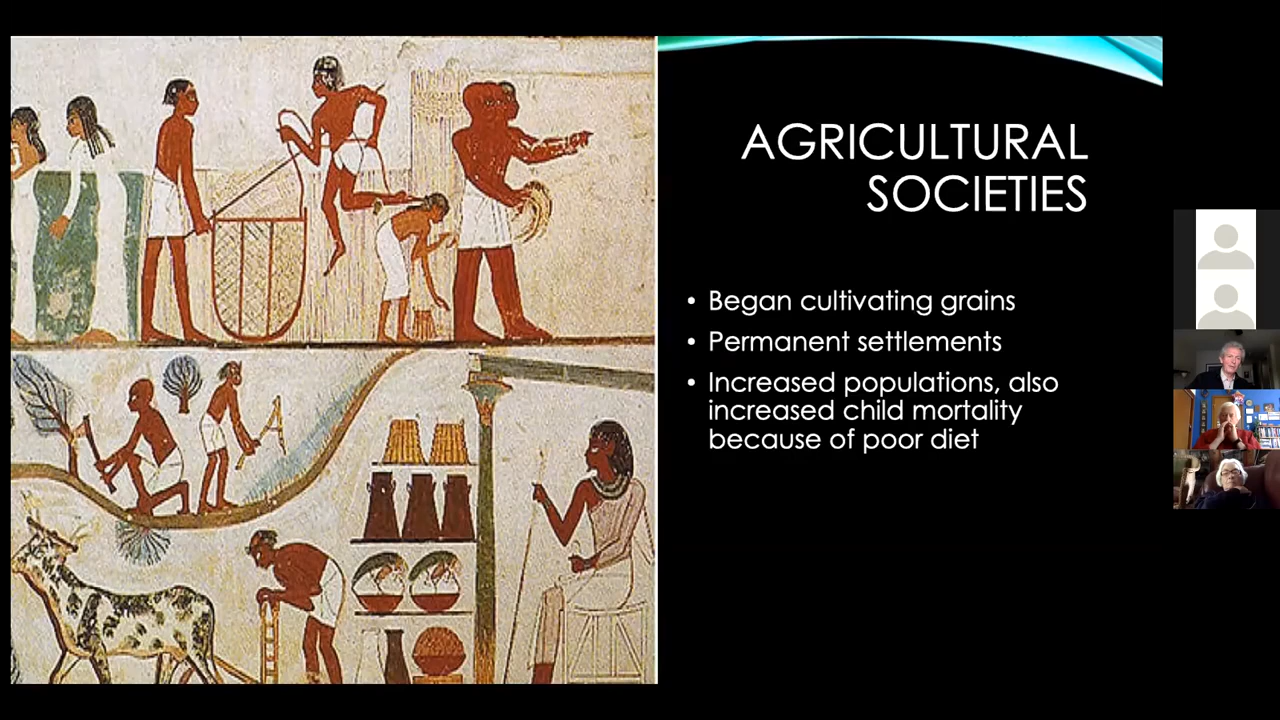 AGRICULTURAL
SOCIETIES
• Began cultivating grains
• Permanent settlements
• Increased populations, also
increased child mortality
because of poor diet